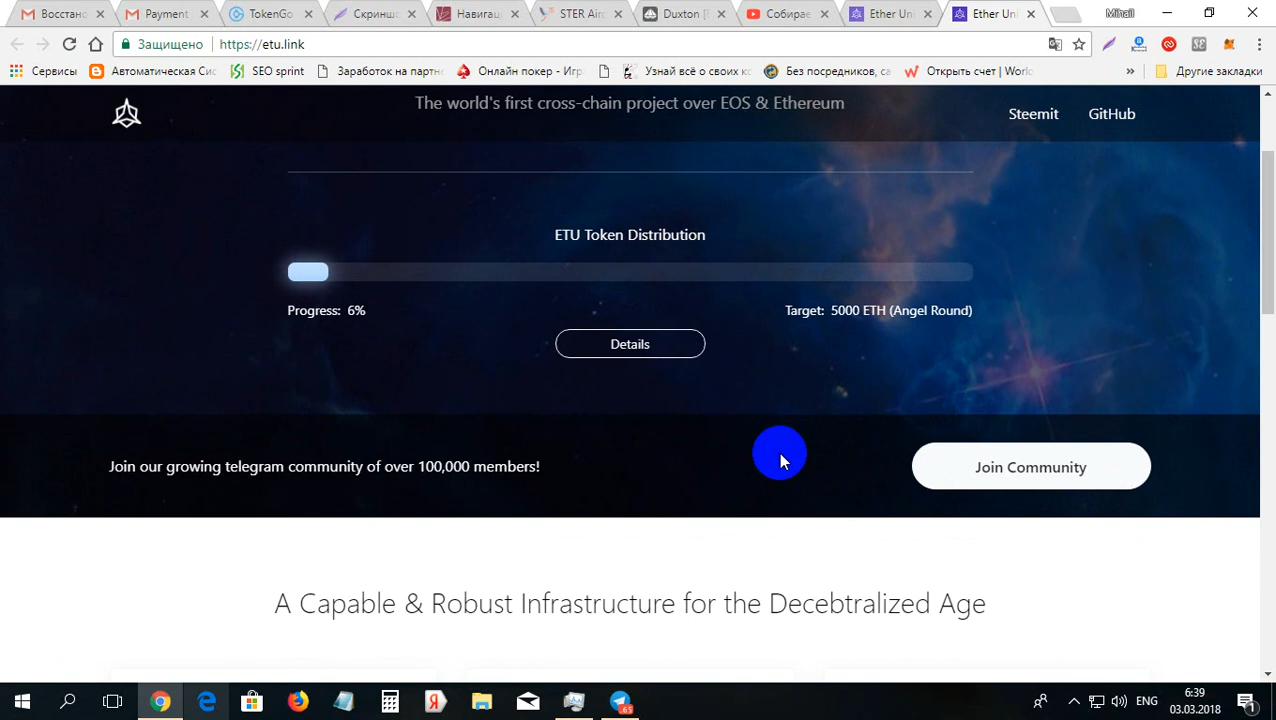 Восстано
Payment
TokenGo
Скриншо
Навигац
STER Airc
Duxton |
Собирае
Ether Uni
Ether Uni
Mihail
Защищено
https://etu.link
Сервисы
Автоматическая Сис
SEO sprint
Заработок на партн
Онлайн покер - Игр
Узнай всё о своих кс
Без посредников, са
Открыть счет | Worl
»
Другие закладки
The world's first cross-chain project over EOS & Ethereum
Steemit
GitHub
ETU Token Distribution
Progress: 6%
Target: 5000 ETH (Angel Round)
Details
Join our growing telegram community of over 100,000 members!
Join Community
A Capable & Robust Infrastructure for the Decebtralized Age
ENG
6:39
03.03.2018